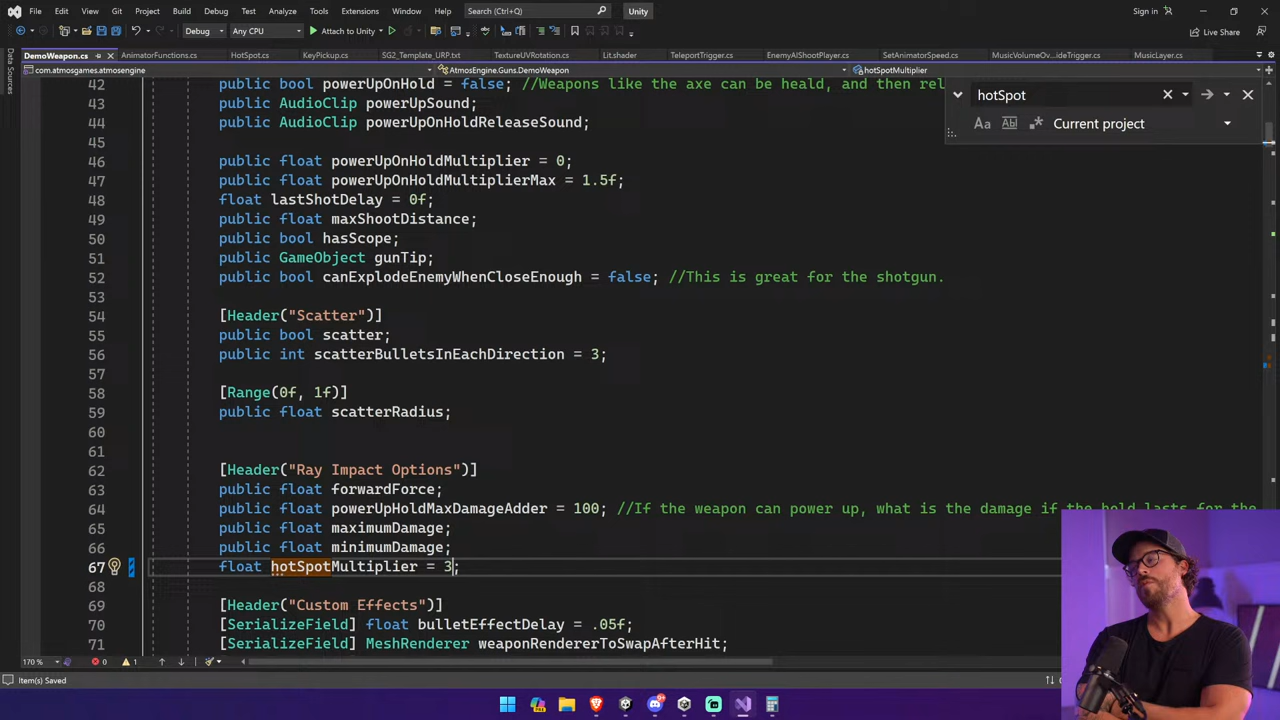 File Edit View Git Project Build Debug Test Analyze Tools Extensions Window Help Search (Ctrl+Q) Unity Sign in
Debug Any CPU Attach to Unity Live Share
DemoWeapon.cs AnimatorFunctions.cs HotSpot.cs KeyPickup.cs SG2_Template_URP.txt TextureUVRotation.cs Lit.shader TeleportTrigger.cs EnemyAIShootPlayer.cs SetAnimatorSpeed.cs MusicVolumeOv...ideTrigger.cs MusicLayer.cs
com.atmosgames.atmosengine AtmosEngine.Guns.DemoWeapon hotSpotMultiplier
Data Sources
hotSpot
Current project
42 public bool powerUpOnHold = false; //Weapons like the axe can be heald, and then rel
43 public AudioClip powerUpSound;
44 public AudioClip powerUpOnHoldReleaseSound;
45
46 public float powerUpOnHoldMultiplier = 0;
47 public float powerUpOnHoldMultiplierMax = 1.5f;
48 float lastShotDelay = 0f;
49 public float maxShootDistance;
50 public bool hasScope;
51 public GameObject gunTip;
52 public bool canExplodeEnemyWhenCloseEnough = false; //This is great for the shotgun.
53
54 [Header("Scatter")]
55 public bool scatter;
56 public int scatterBulletsInEachDirection = 3;
57
58 [Range(0f, 1f)]
59 public float scatterRadius;
60
61
62 [Header("Ray Impact Options")]
63 public float forwardForce;
64 public float powerUpHoldMaxDamageAdder = 100; //If the weapon can power up, what is the damage if the hold lasts for the
65 public float maximumDamage;
66 public float minimumDamage;
67 float hotSpotMultiplier = 3;
68
69 [Header("Custom Effects")]
70 [SerializeField] float bulletEffectDelay = .05f;
71 [SerializeField] MeshRenderer weaponRendererToSwapAfterHit;
170 % 0 1
Item(s) Saved